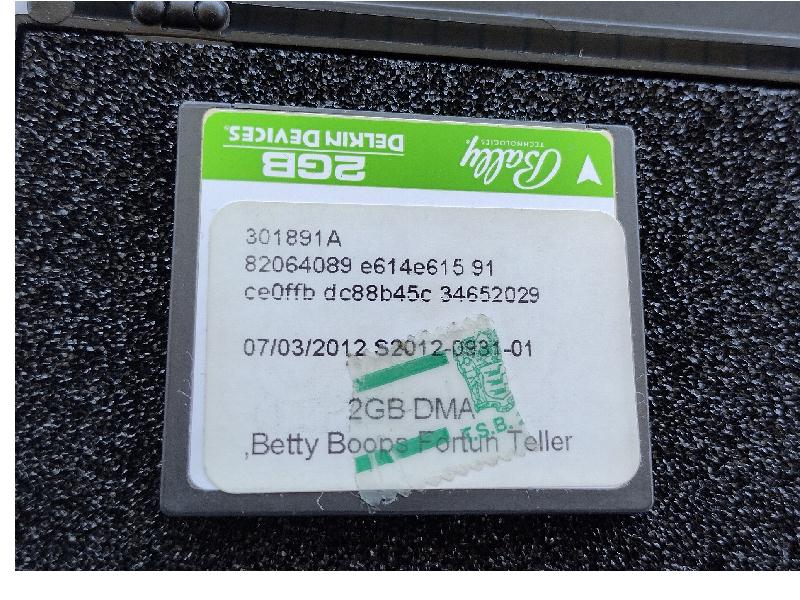 DELKIN DEVICES®
2GB
Bally
TECHNOLOGIES
301891A
82064089 e614e615 91
ce0ffb dc88b45c 34652029
07/03/2012 S2012-0931-01
2GB DMA
,Betty Boops Fortun Teller
T.S.B.